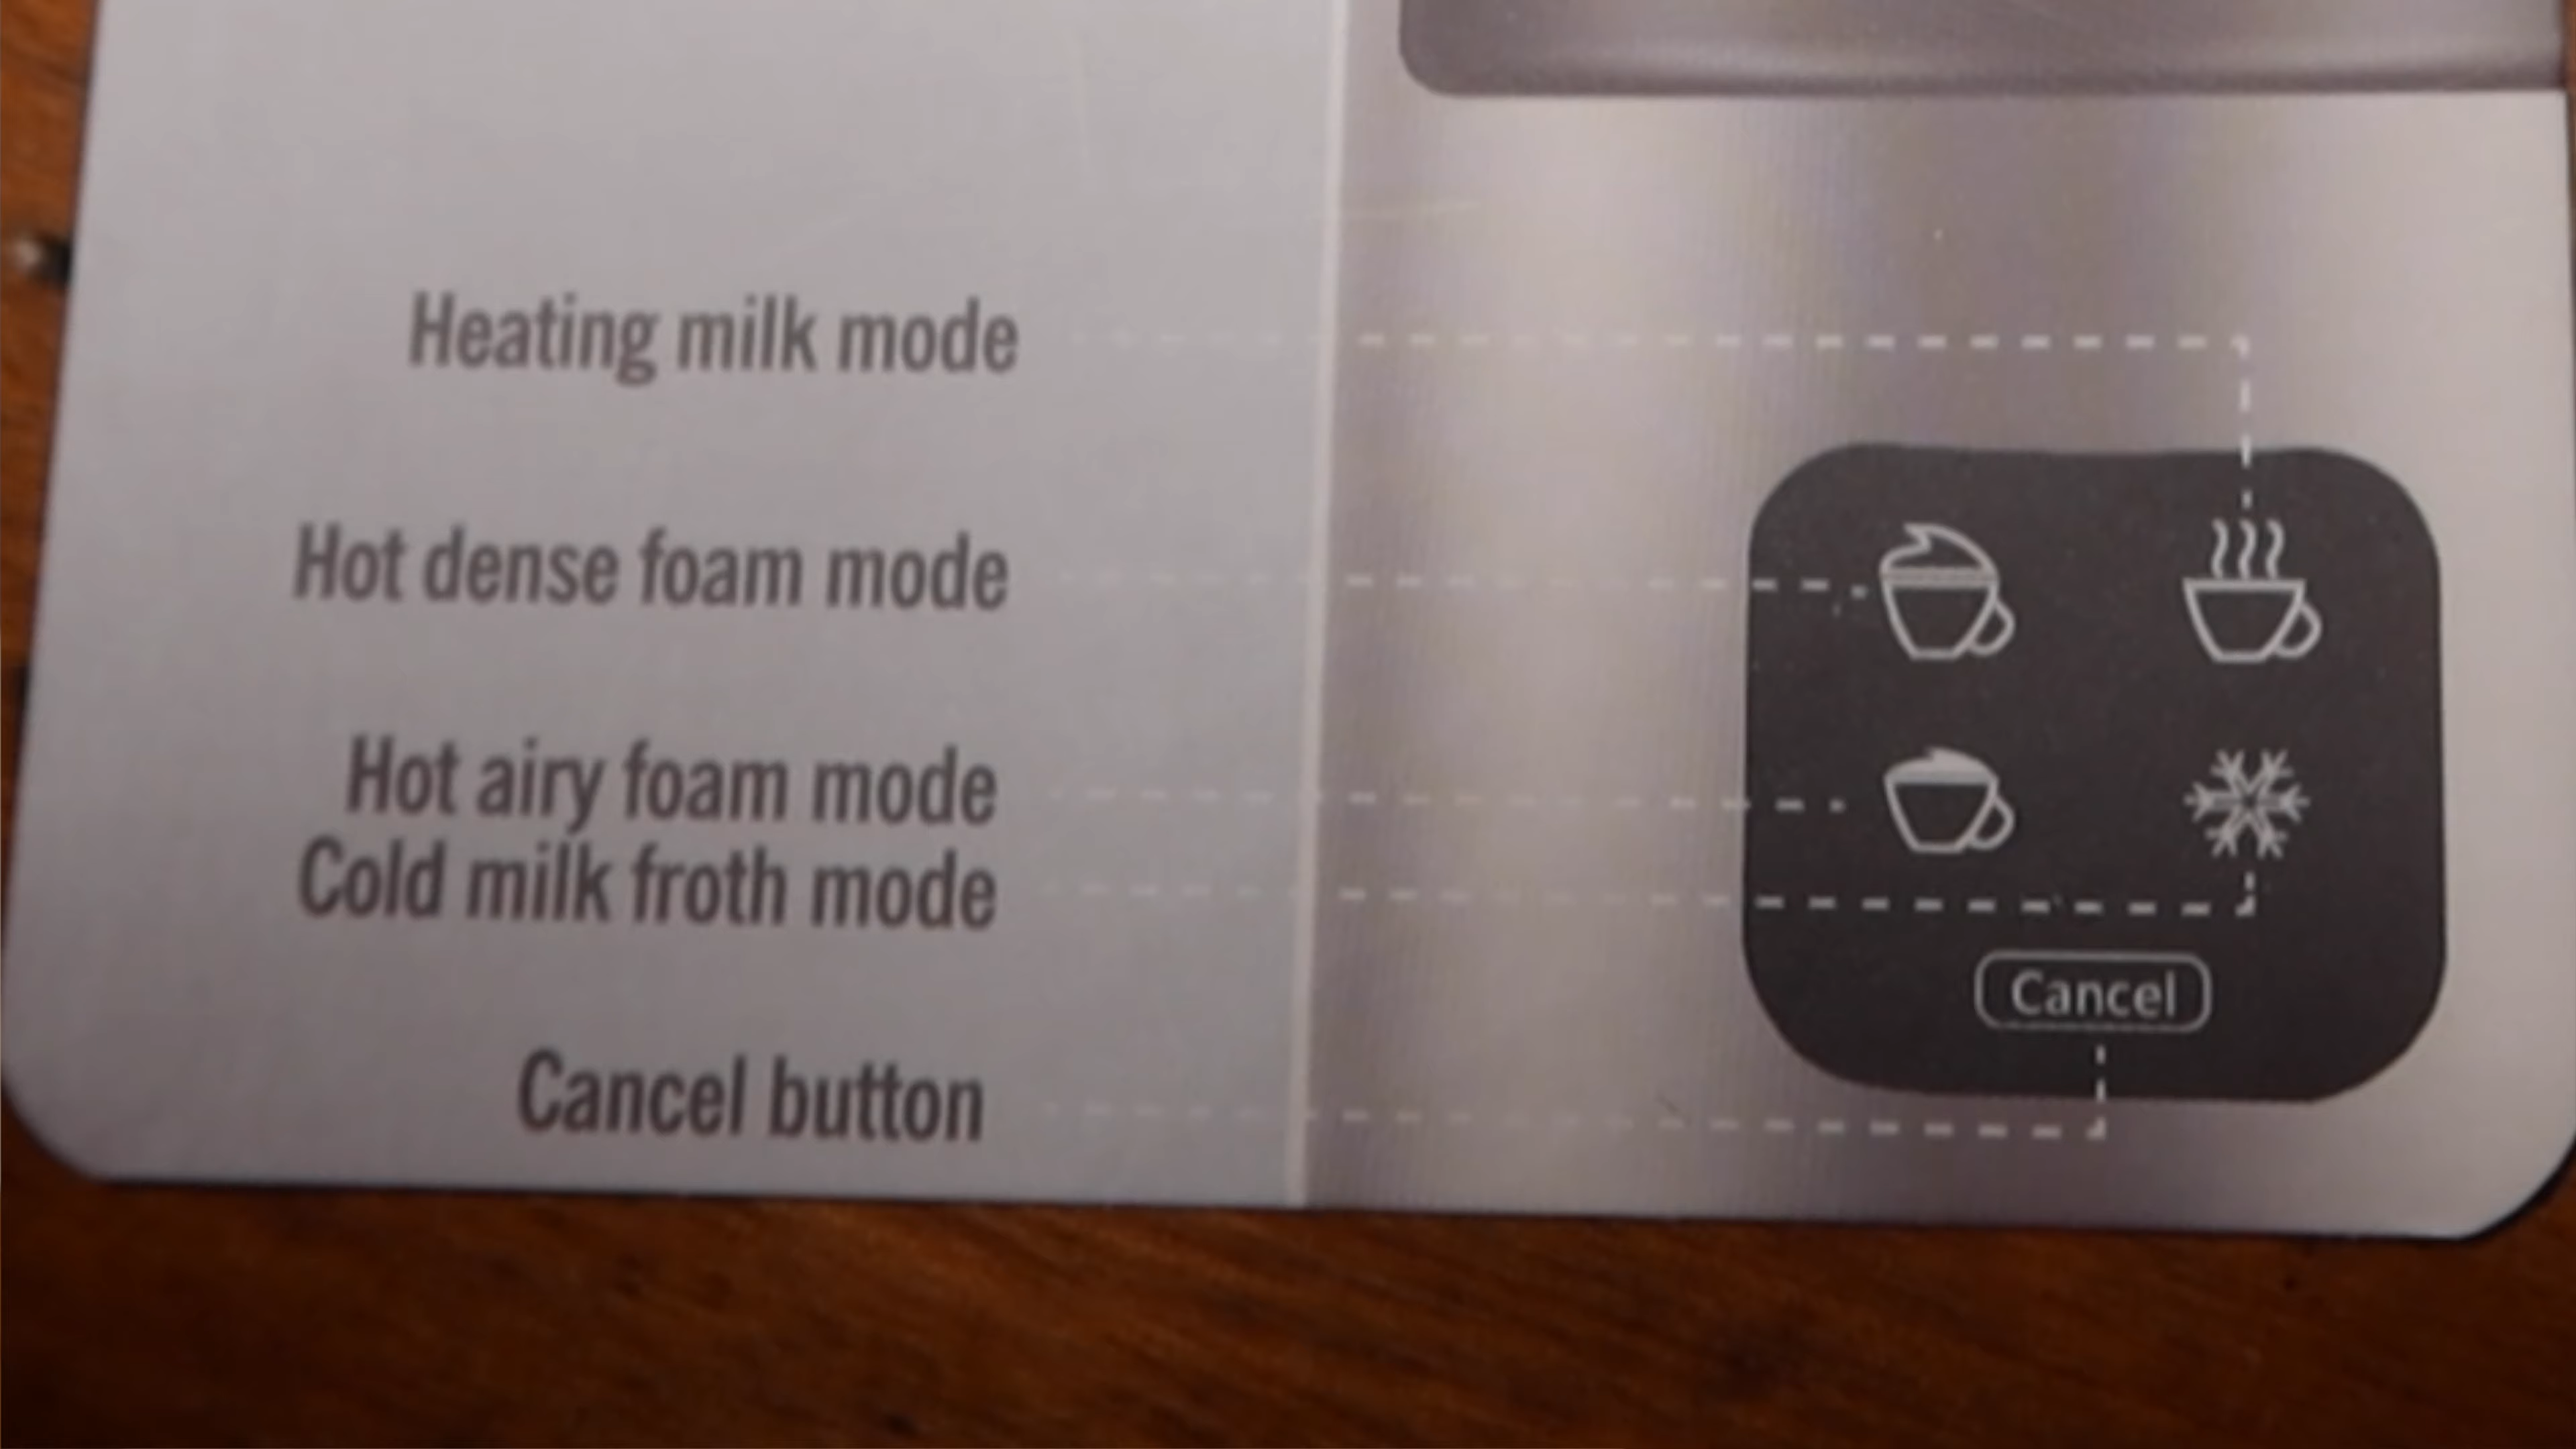 Heating milk mode
Hot dense foam mode
Hot airy foam mode
Cold milk froth mode
Cancel
Cancel button